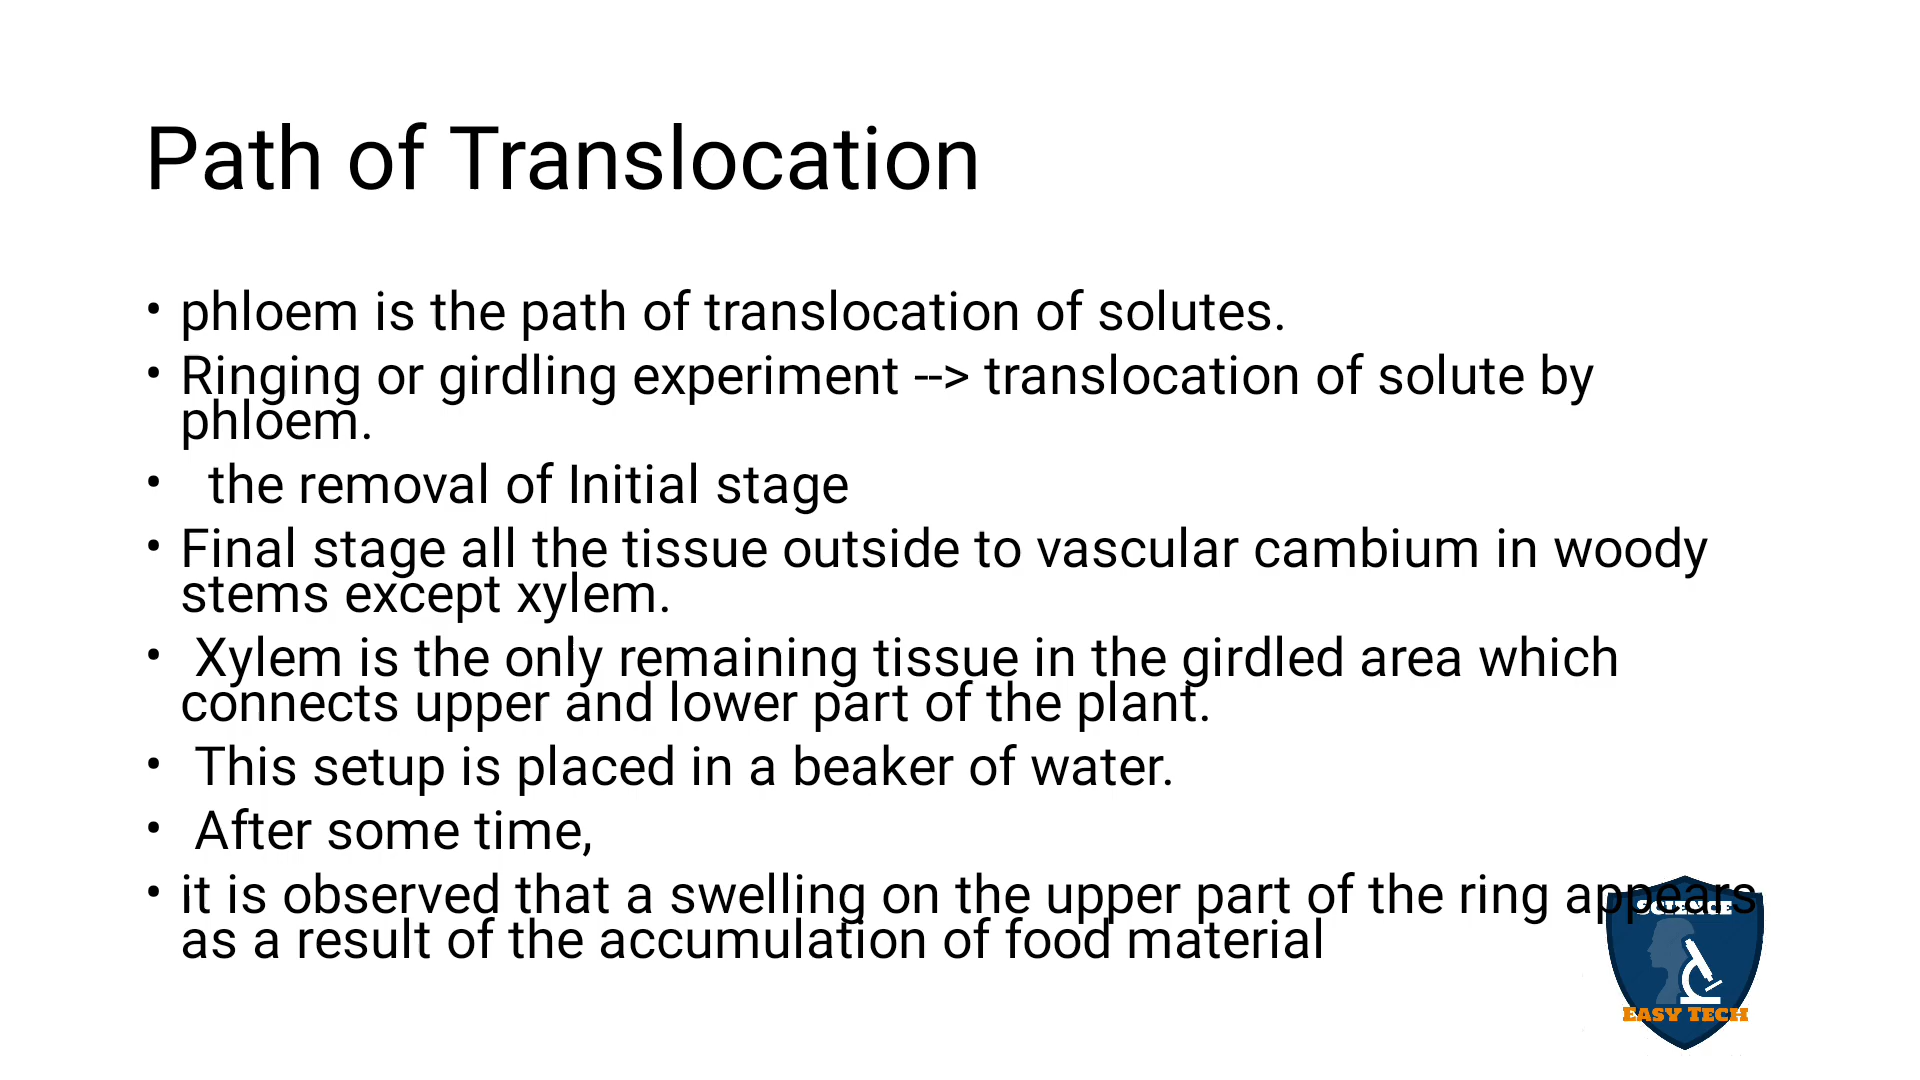 Path of Translocation
• phloem is the path of translocation of solutes.
• Ringing or girdling experiment --> translocation of solute by
phloem.
• the removal of Initial stage
• Final stage all the tissue outside to vascular cambium in woody
stems except xylem.
• Xylem is the only remaining tissue in the girdled area which
connects upper and lower part of the plant.
• This setup is placed in a beaker of water.
• After some time,
• it is observed that a swelling on the upper part of the ring appears
as a result of the accumulation of food material
EASY TECH